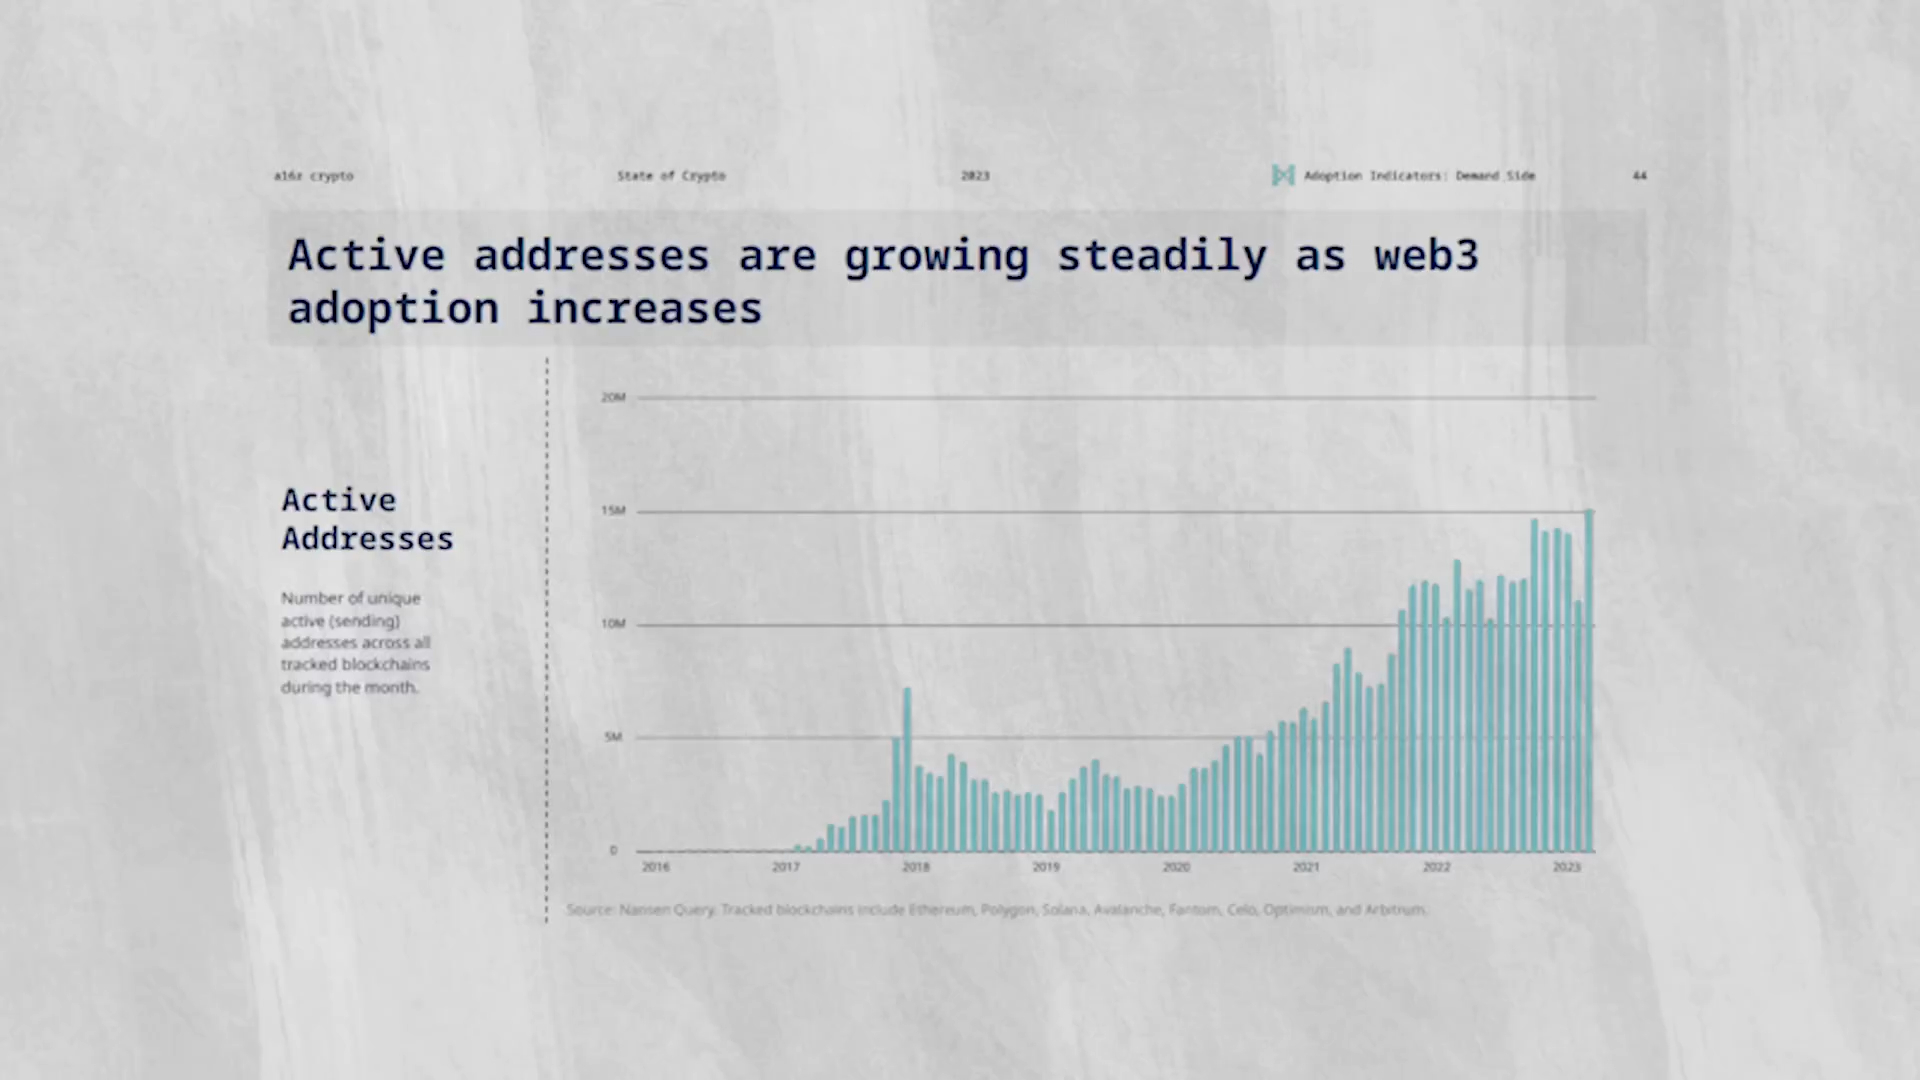 a16z crypto
State of Crypto
2023
Adoption Indicators: Demand Side
44
Active addresses are growing steadily as web3
adoption increases
Active
Addresses
Number of unique
active (sending)
addresses across all
tracked blockchains
during the month.
20M
15M
10M
5M
0
2016 2017 2018 2019 2020 2021 2022 2023
Source: Nansen Query. Tracked blockchains include Ethereum, Polygon, Solana, Avalanche, Fantom, Celo, Optimism, and Arbitrum.